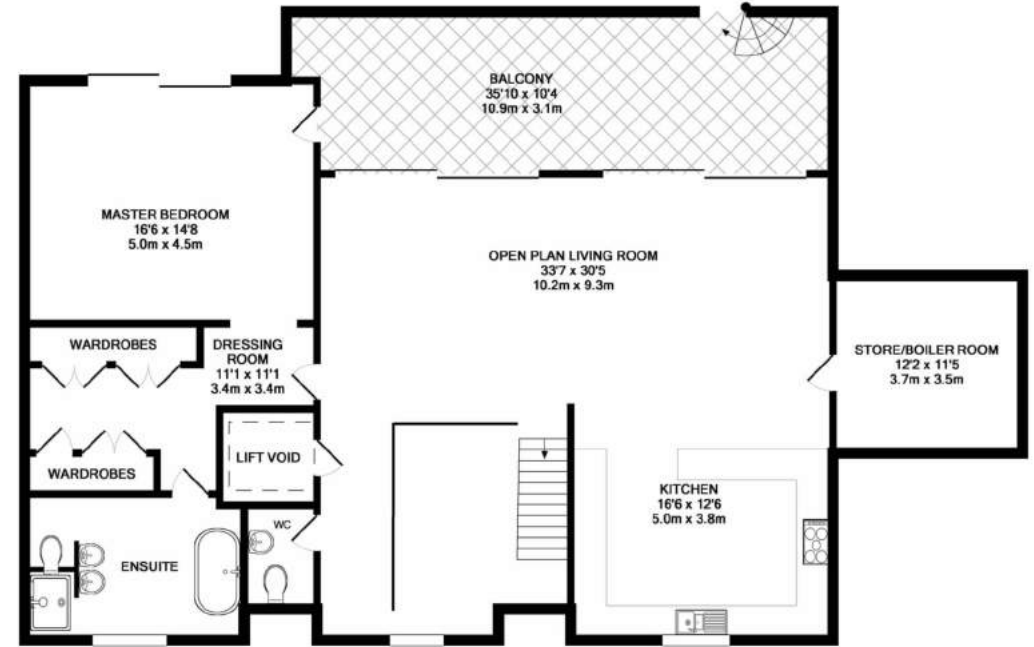 BALCONY
35'10 x 10'4
10.9m x 3.1m
MASTER BEDROOM
16'6 x 14'8
5.0m x 4.5m
OPEN PLAN LIVING ROOM
33'7 x 30'5
10.2m x 9.3m
WARDROBES
DRESSING
ROOM
11'1 x 11'1
3.4m x 3.4m
STORE/BOILER ROOM
12'2 x 11'5
3.7m x 3.5m
LIFT VOID
WARDROBES
KITCHEN
16'6 x 12'6
5.0m x 3.8m
WC
ENSUITE